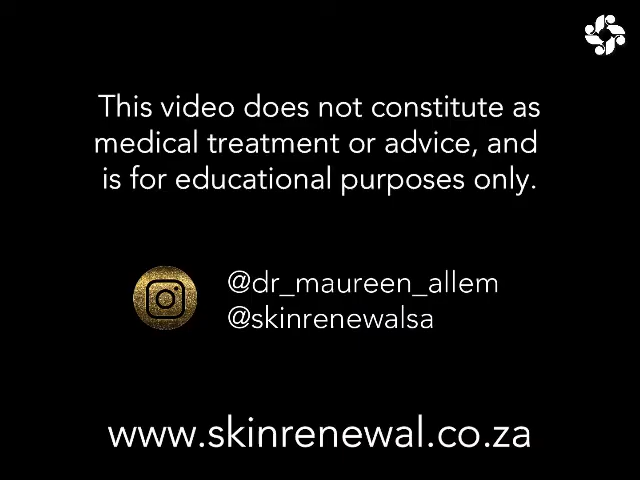 This video does not constitute as
medical treatment or advice, and
is for educational purposes only.
@dr_maureen_allem
@skinrenewalsa
www.skinrenewal.co.za